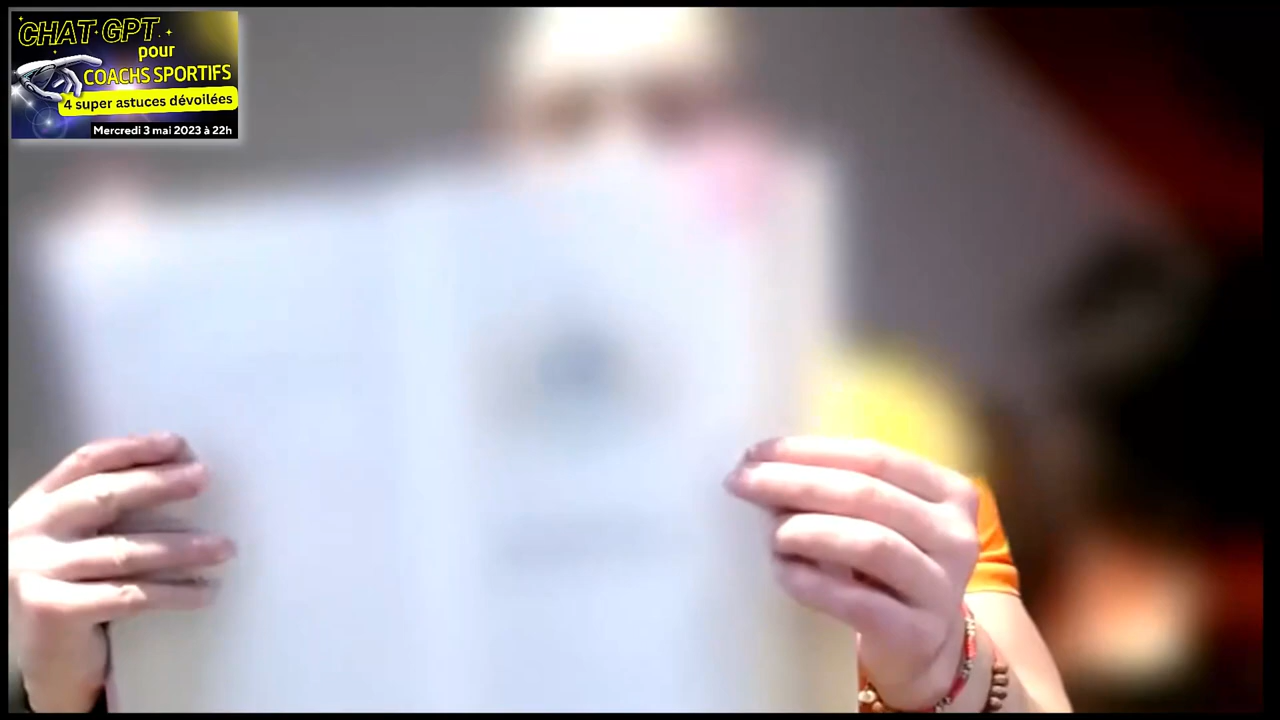 CHAT GPT
pour
COACHS SPORTIFS
4 super astuces dévoilées
Mercredi 3 mai 2023 à 22h